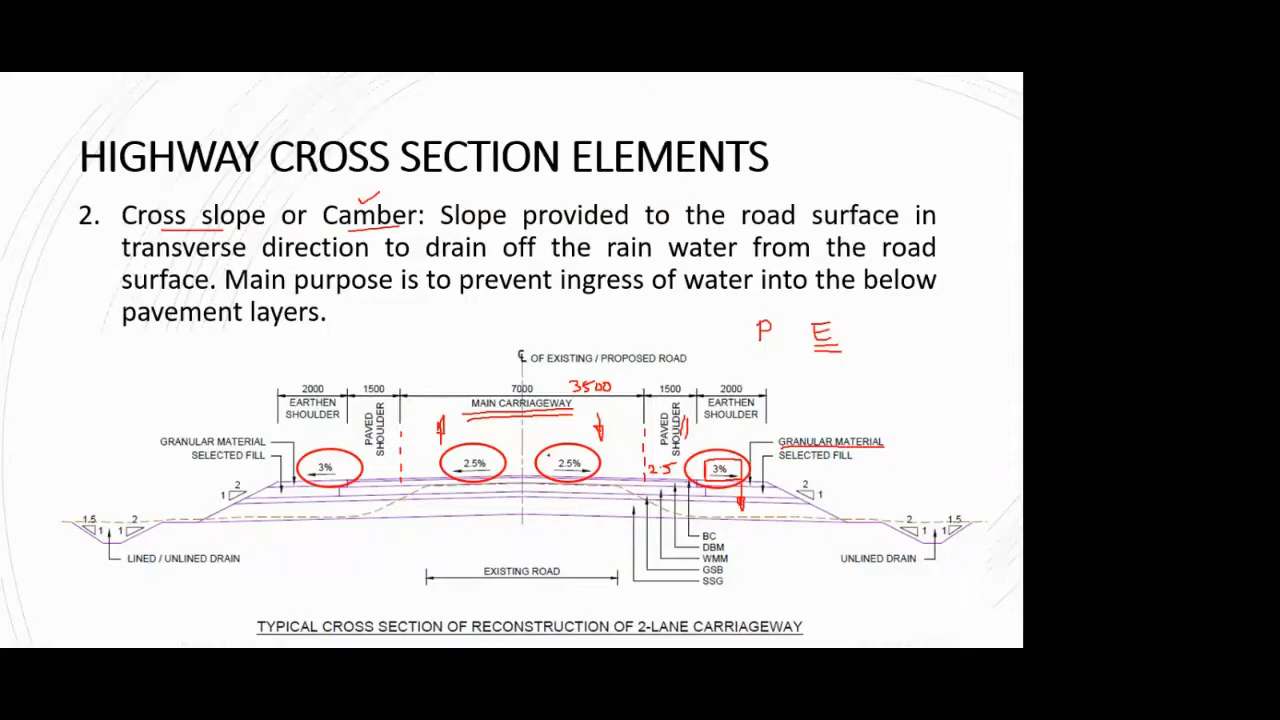 HIGHWAY CROSS SECTION ELEMENTS
2. Cross slope or Camber: Slope provided to the road surface in
transverse direction to drain off the rain water from the road
surface. Main purpose is to prevent ingress of water into the below
pavement layers.
P E
℄ OF EXISTING / PROPOSED ROAD
2000 1500 7000 3500 1500 2000
EARTHEN SHOULDER
PAVED SHOULDER
MAIN CARRIAGEWAY
PAVED SHOULDER
EARTHEN SHOULDER
GRANULAR MATERIAL
SELECTED FILL
GRANULAR MATERIAL
SELECTED FILL
3% 2.5% 2.5% 2.5 3%
2
1
2
1
1.5
1
2
1
2
1
1.5
1
LINED / UNLINED DRAIN
UNLINED DRAIN
BC
DBM
WMM
GSB
SSG
EXISTING ROAD
TYPICAL CROSS SECTION OF RECONSTRUCTION OF 2-LANE CARRIAGEWAY